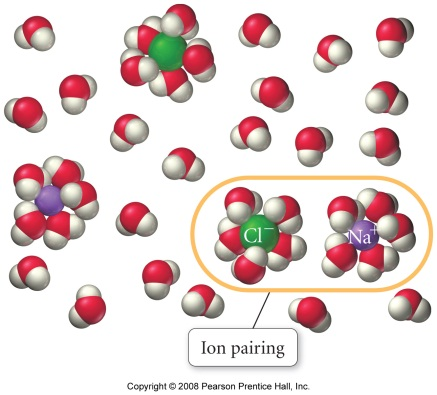 Cl⁻
Na⁺
Ion pairing
Copyright © 2008 Pearson Prentice Hall, Inc.